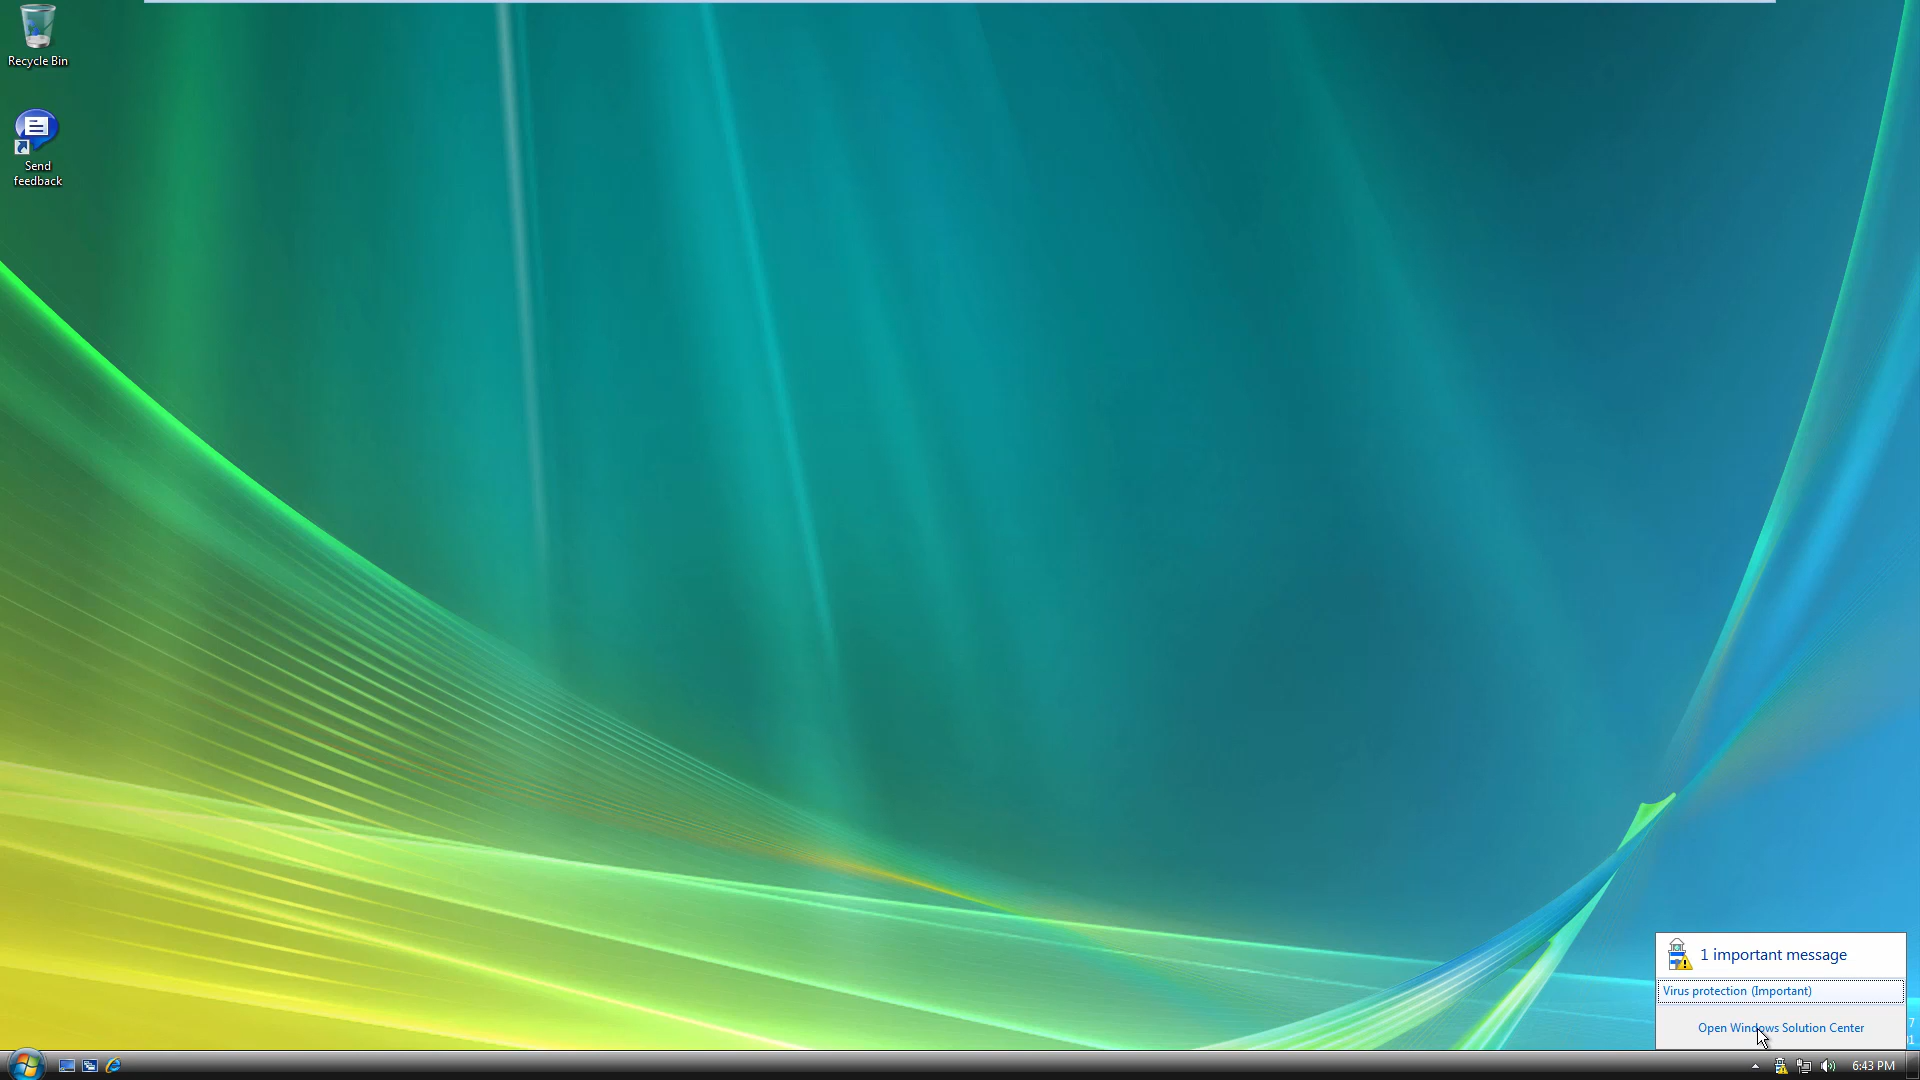 Recycle Bin
Send
feedback
1 important message
Virus protection (Important)
Open Windows Solution Center
6:43 PM